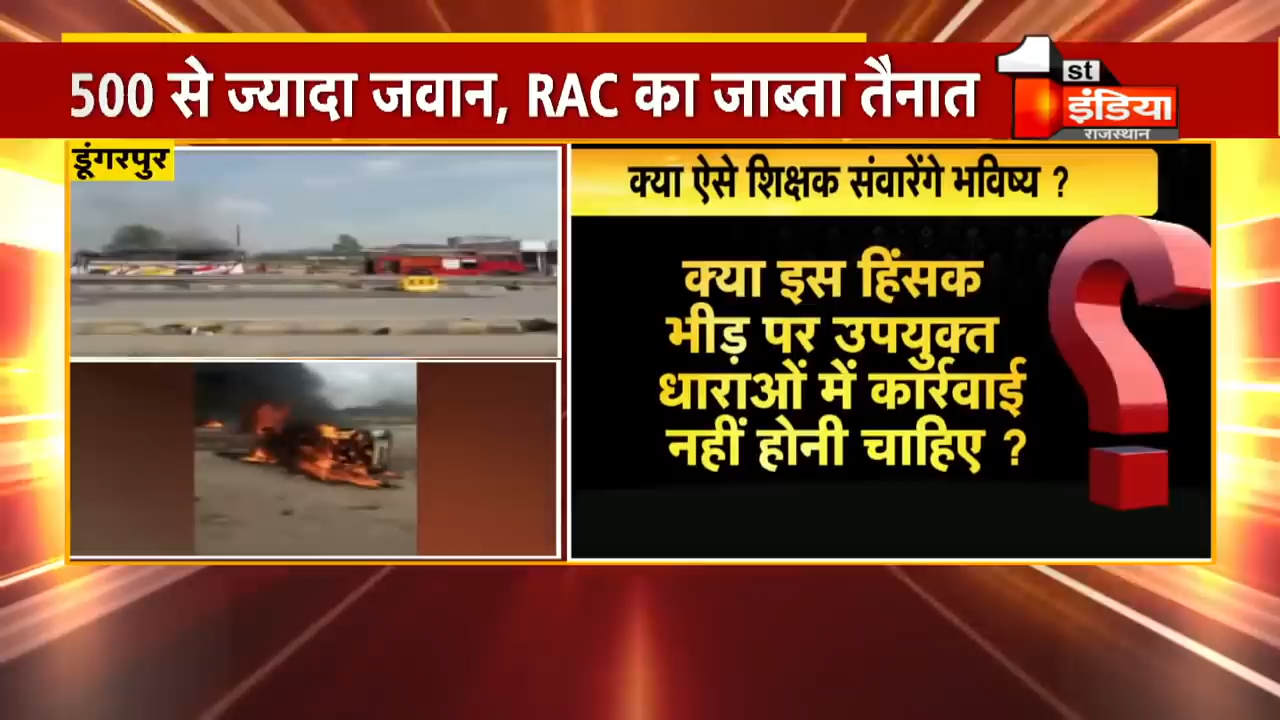 500 से ज्यादा जवान, RAC का जाब्ता तैनात
1st
इंडिया
राजस्थान
डूंगरपुर
क्या ऐसे शिक्षक संवारेंगे भविष्य ?
क्या इस हिंसक
भीड़ पर उपयुक्त
धाराओं में कार्रवाई
नहीं होनी चाहिए ?
?